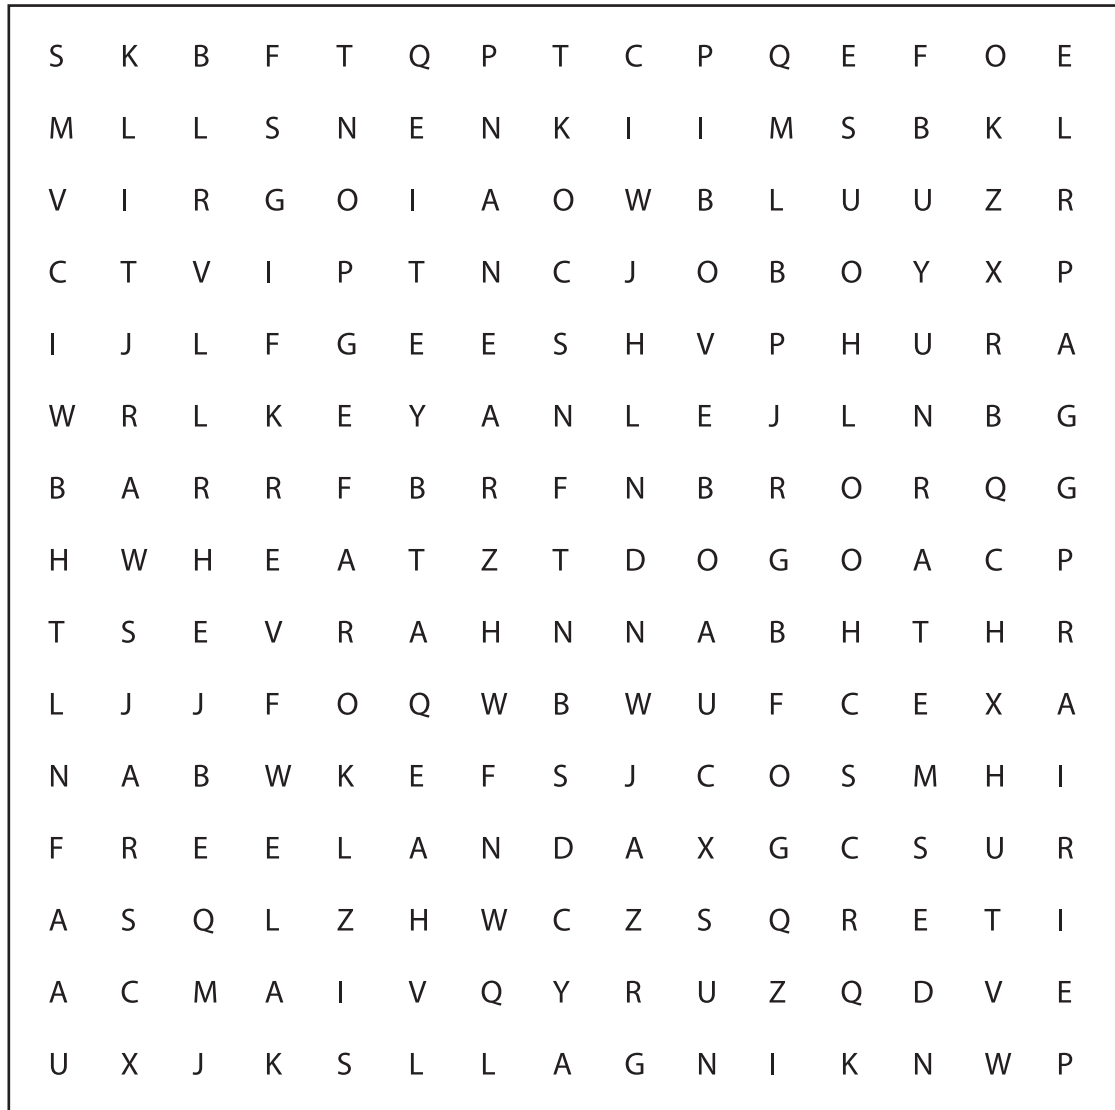 S K B F T Q P T C P Q E F O E
M L L S N E N K I I M S B K L
V I R G O I A O W B L U U Z R
C T V I P T N C J O B O Y X P
I J L F G E E S H V P H U R A
W R L K E Y A N L E J L N B G
B A R R F B R F N B R O R Q G
H W H E A T Z T D O G O A C P
T S E V R A H N N A B H T H R
L J J F O Q W B W U F C E X A
N A B W K E F S J C O S M H I
F R E E L A N D A X G C S U R
A S Q L Z H W C Z S Q R E T I
A C M A I V Q Y R U Z Q D V E
U X J K S L L A G N I K N W P